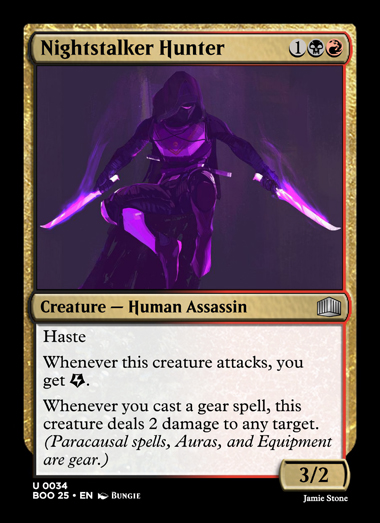 Nightstalker Hunter 1
Creature — Human Assassin
Haste
Whenever this creature attacks, you
get .
Whenever you cast a gear spell, this
creature deals 2 damage to any target.
(Paracausal spells, Auras, and Equipment
are gear.)
3/2
U 0034
BOO 25 • EN Bungie
Jamie Stone